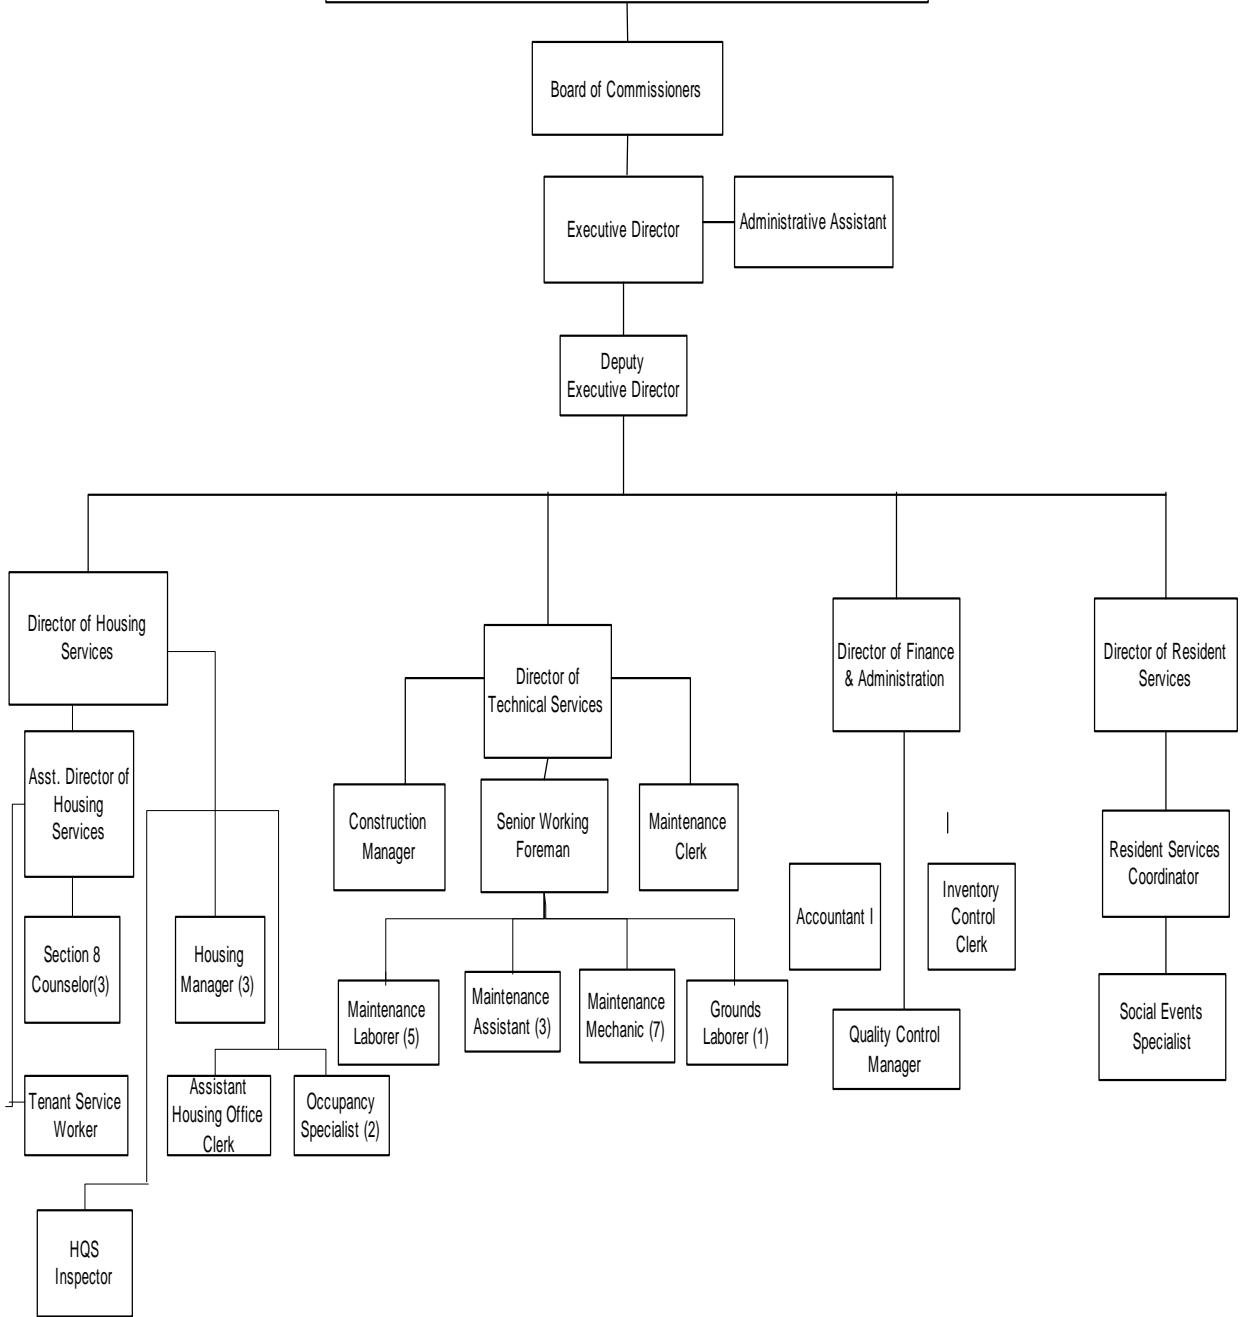 Board of Commissioners
Executive Director
Administrative Assistant
Deputy
Executive Director
Director of Housing
Services
Director of
Technical Services
Director of Finance
& Administration
Director of Resident
Services
Asst. Director of
Housing
Services
Construction
Manager
Senior Working
Foreman
Maintenance
Clerk
Accountant I
Inventory
Control
Clerk
Resident Services
Coordinator
Section 8
Counselor(3)
Housing
Manager (3)
Maintenance
Laborer (5)
Maintenance
Assistant (3)
Maintenance
Mechanic (7)
Grounds
Laborer (1)
Quality Control
Manager
Social Events
Specialist
Tenant Service
Worker
Assistant
Housing Office
Clerk
Occupancy
Specialist (2)
HQS
Inspector